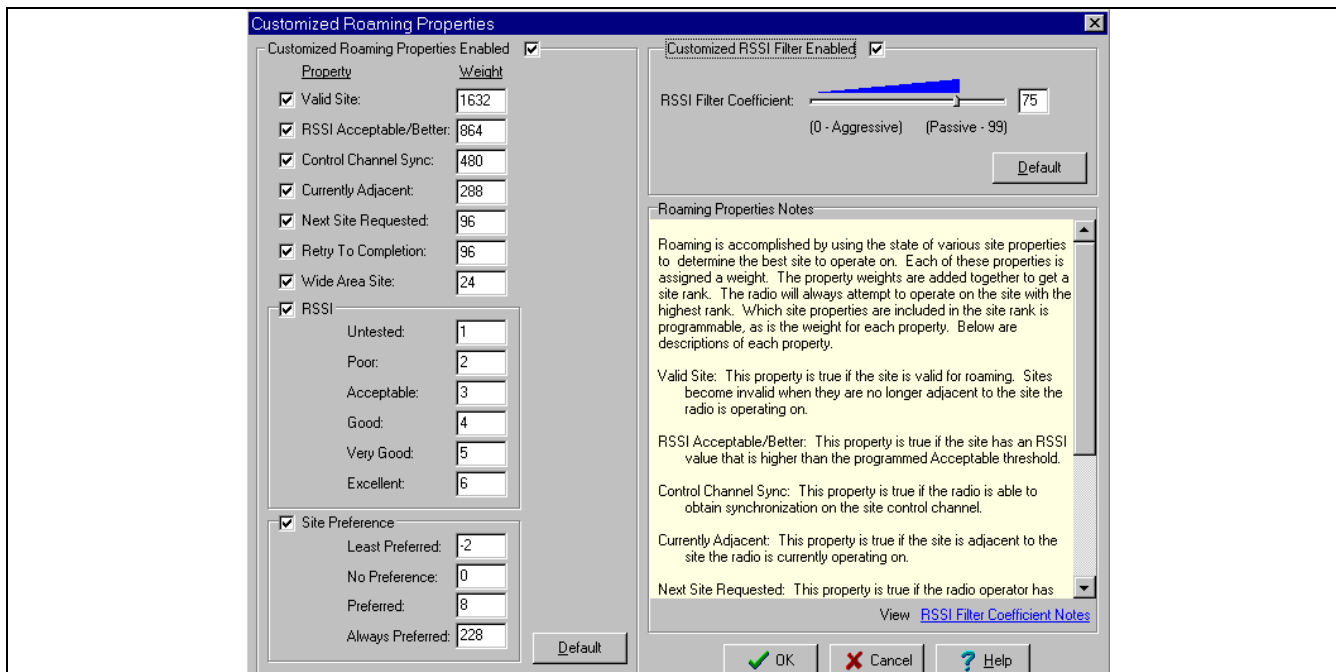 Customized Roaming Properties
Customized Roaming Properties Enabled
Property Weight
Valid Site: 1632
RSSI Acceptable/Better: 864
Control Channel Sync: 480
Currently Adjacent: 288
Next Site Requested: 96
Retry To Completion: 96
Wide Area Site: 24
RSSI
Untested: 1
Poor: 2
Acceptable: 3
Good: 4
Very Good: 5
Excellent: 6
Site Preference
Least Preferred: -2
No Preference: 0
Preferred: 8
Always Preferred: 228
Default
Customized RSSI Filter Enabled
RSSI Filter Coefficient: 75
(0 - Aggressive) (Passive - 99)
Default
Roaming Properties Notes
Roaming is accomplished by using the state of various site properties
to determine the best site to operate on. Each of these properties is
assigned a weight. The property weights are added together to get a
site rank. The radio will always attempt to operate on the site with the
highest rank. Which site properties are included in the site rank is
programmable, as is the weight for each property. Below are
descriptions of each property.
Valid Site: This property is true if the site is valid for roaming. Sites
become invalid when they are no longer adjacent to the site the
radio is operating on.
RSSI Acceptable/Better: This property is true if the site has an RSSI
value that is higher than the programmed Acceptable threshold.
Control Channel Sync: This property is true if the radio is able to
obtain synchronization on the site control channel.
Currently Adjacent: This property is true if the site is adjacent to the
site the radio is currently operating on.
Next Site Requested: This property is true if the radio operator has
View RSSI Filter Coefficient Notes
OK Cancel Help